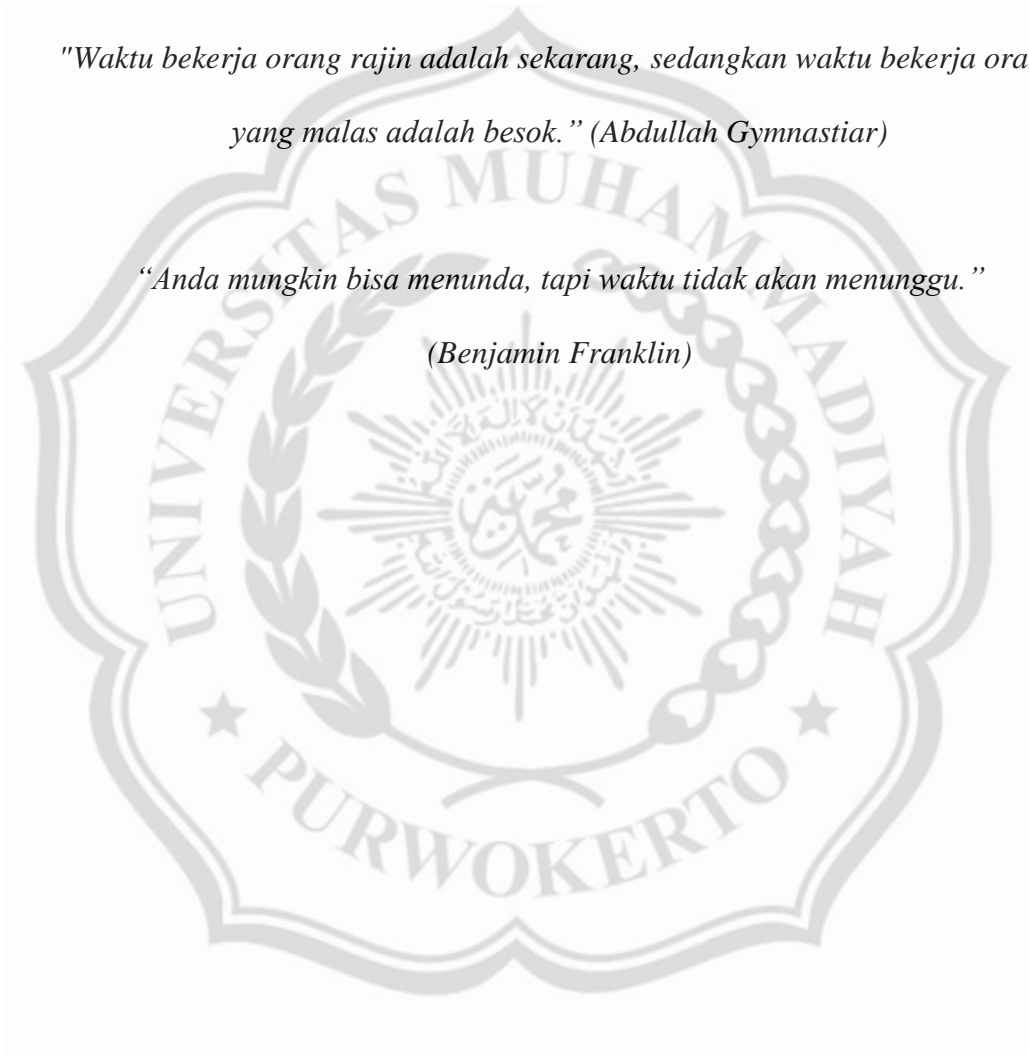 "Waktu bekerja orang rajin adalah sekarang, sedangkan waktu bekerja ora
yang malas adalah besok.” (Abdullah Gymnastiar)
“Anda mungkin bisa menunda, tapi waktu tidak akan menunggu.”
(Benjamin Franklin)
UNIVERSITAS MUHAMMADIYAH
PURWOKERTO